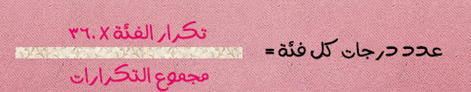 عدد درجات كل فئة =
تكرار الفئة × ٣٦٠
مجموع التكرارات